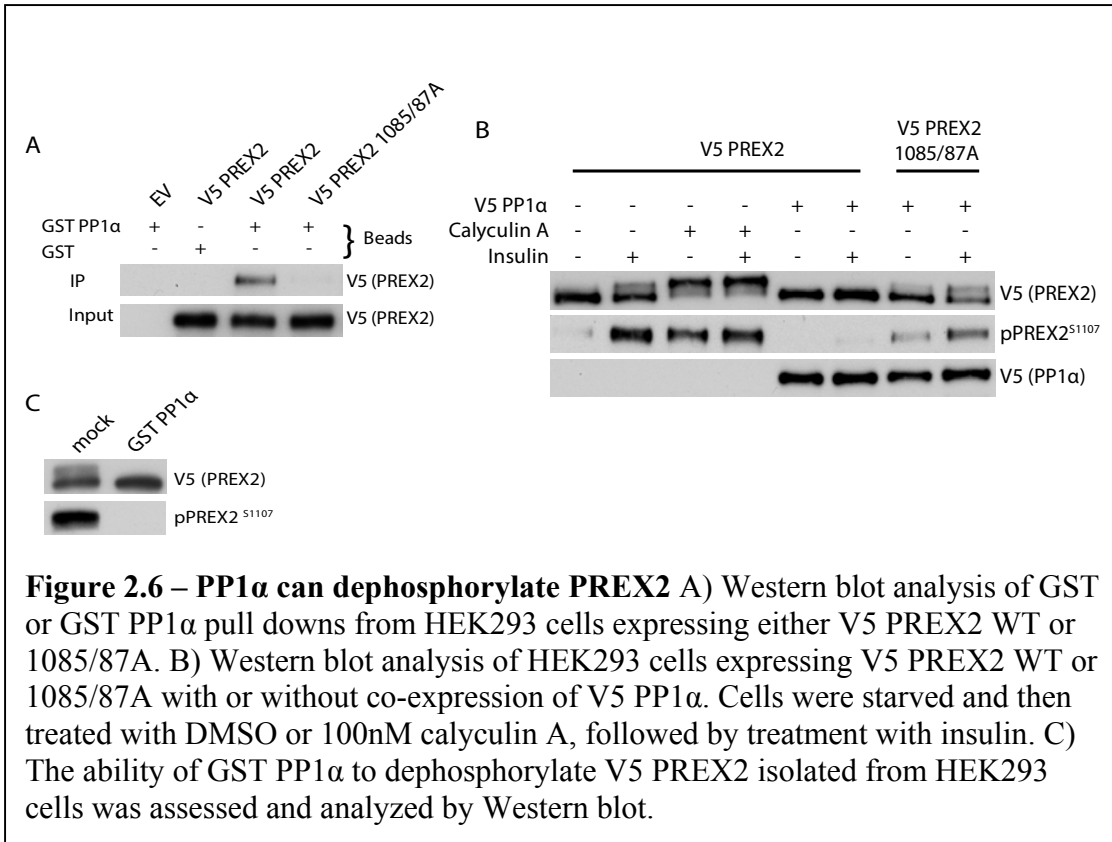 A
EV
V5 PREX2
V5 PREX2
V5 PREX2 1085/87A
GST PP1α + - + +
GST - + - -
} Beads
IP V5 (PREX2)
Input V5 (PREX2)
B
V5 PREX2
V5 PREX2
1085/87A
V5 PP1α - - - - + + + +
Calyculin A - - + + - - - -
Insulin - + - + - + - +
V5 (PREX2)
pPREX2S1107
V5 (PP1α)
C
mock
GST PP1α
V5 (PREX2)
pPREX2 S1107
Figure 2.6 – PP1α can dephosphorylate PREX2 A) Western blot analysis of GST
or GST PP1α pull downs from HEK293 cells expressing either V5 PREX2 WT or
1085/87A. B) Western blot analysis of HEK293 cells expressing V5 PREX2 WT or
1085/87A with or without co-expression of V5 PP1α. Cells were starved and then
treated with DMSO or 100nM calyculin A, followed by treatment with insulin. C)
The ability of GST PP1α to dephosphorylate V5 PREX2 isolated from HEK293
cells was assessed and analyzed by Western blot.